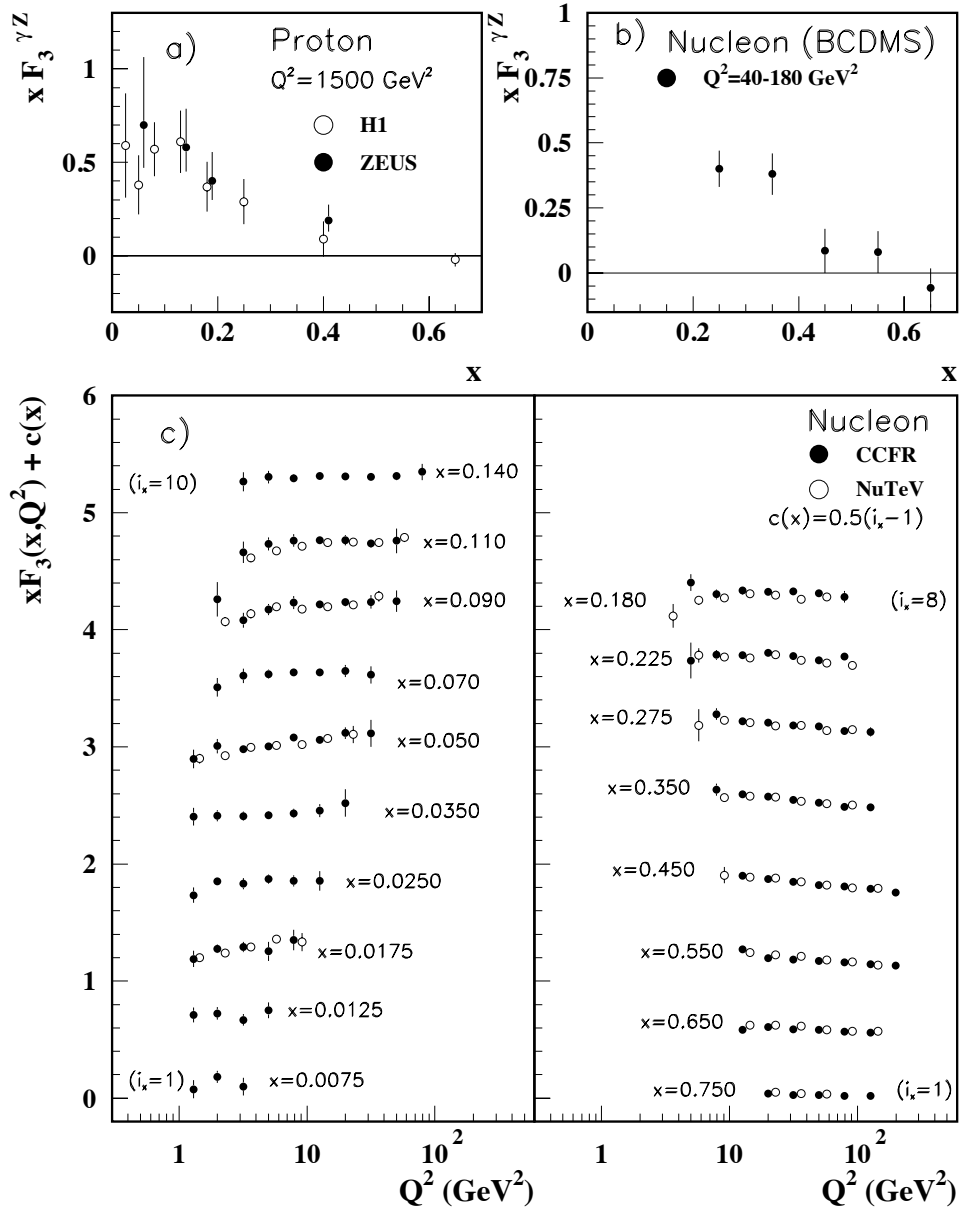 a) Proton
Q²=1500 GeV²
H1
ZEUS
x F₃ ᵞᶻ
1
0.5
0
0 0.2 0.4 0.6
x
b) Nucleon (BCDMS)
Q²=40-180 GeV²
x F₃ ᵞᶻ
1
0.75
0.5
0.25
0
0 0.2 0.4 0.6
x
xF₃(x,Q²) + c(x)
6
5
4
3
2
1
0
c)
(iₓ=10)
x=0.140
x=0.110
x=0.090
x=0.070
x=0.050
x=0.0350
x=0.0250
x=0.0175
x=0.0125
(iₓ=1)
x=0.0075
1 10 10²
Q² (GeV²)
Nucleon
CCFR
NuTeV
c(x)=0.5(iₓ−1)
x=0.180
(iₓ=8)
x=0.225
x=0.275
x=0.350
x=0.450
x=0.550
x=0.650
x=0.750
(iₓ=1)
1 10 10²
Q² (GeV²)